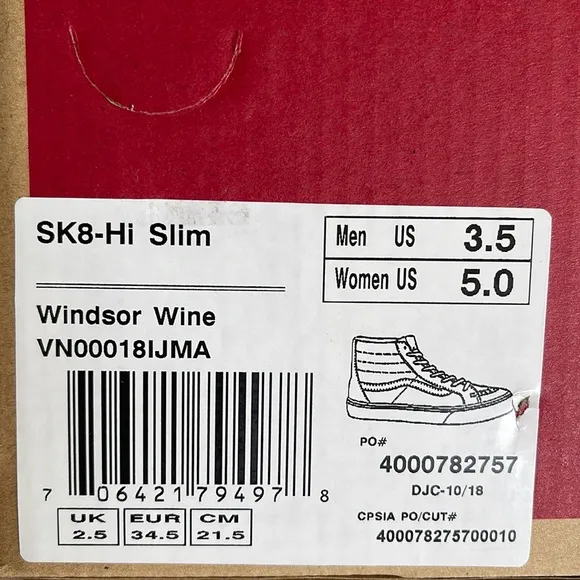 SK8-Hi Slim
Men US 3.5
Women US 5.0
Windsor Wine
VN00018IJMA
7 06421 79497 8
PO#
4000782757
DJC-10/18
CPSIA PO/CUT#
400078275700010
UK EUR CM
2.5 34.5 21.5